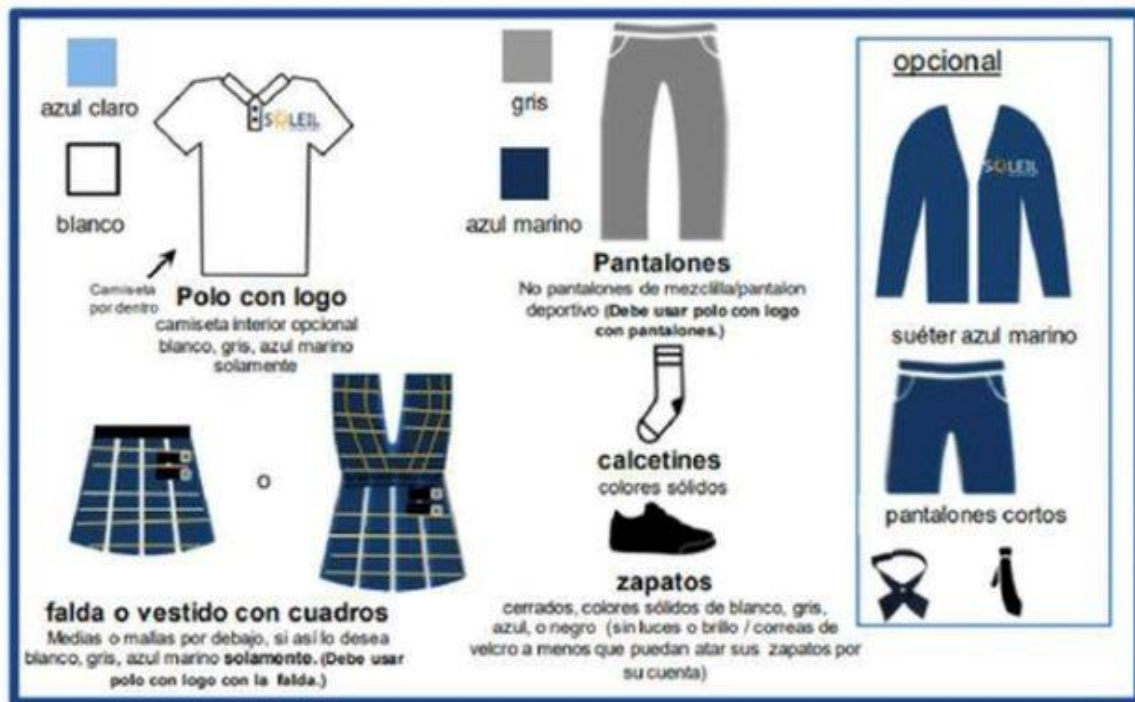 azul claro
blanco
SOLEIL
Camiseta
por dentro
Polo con logo
camiseta interior opcional
blanco, gris, azul marino
solamente
gris
azul marino
Pantalones
No pantalones de mezclilla/pantalon
deportivo (Debe usar polo con logo
con pantalones.)
calcetines
colores sólidos
zapatos
cerrados, colores sólidos de blanco, gris,
azul, o negro (sin luces o brillo / correas de
velcro a menos que puedan atar sus zapatos por
su cuenta)
o
falda o vestido con cuadros
Medias o mallas por debajo, si así lo desea
blanco, gris, azul marino solamente. (Debe usar
polo con logo con la falda.)
opcional
SOLEIL
suéter azul marino
pantalones cortos